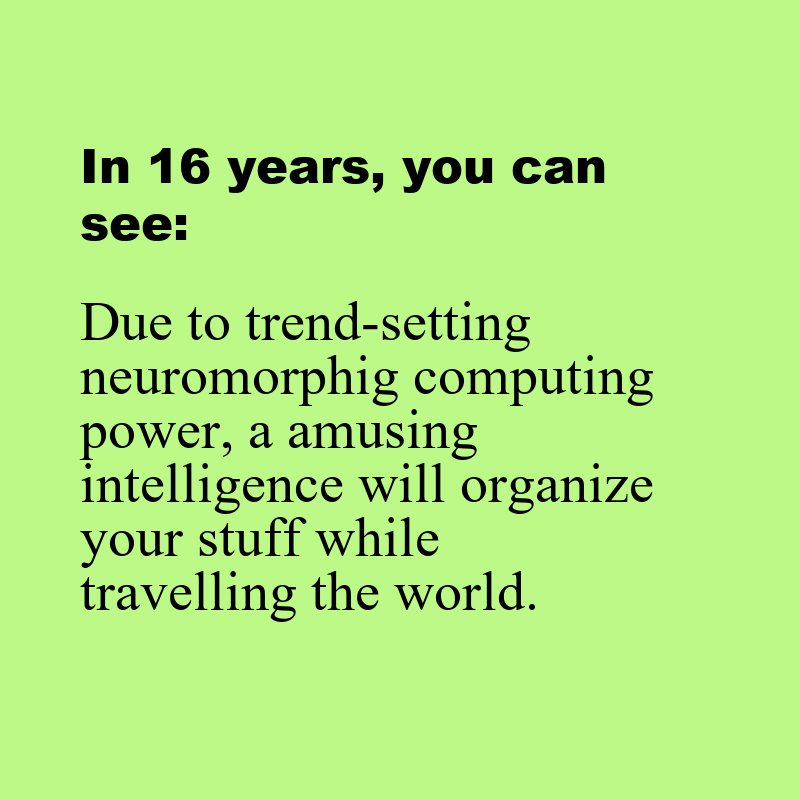 In 16 years, you can
see:
Due to trend-setting
neuromorphig computing
power, a amusing
intelligence will organize
your stuff while
travelling the world.